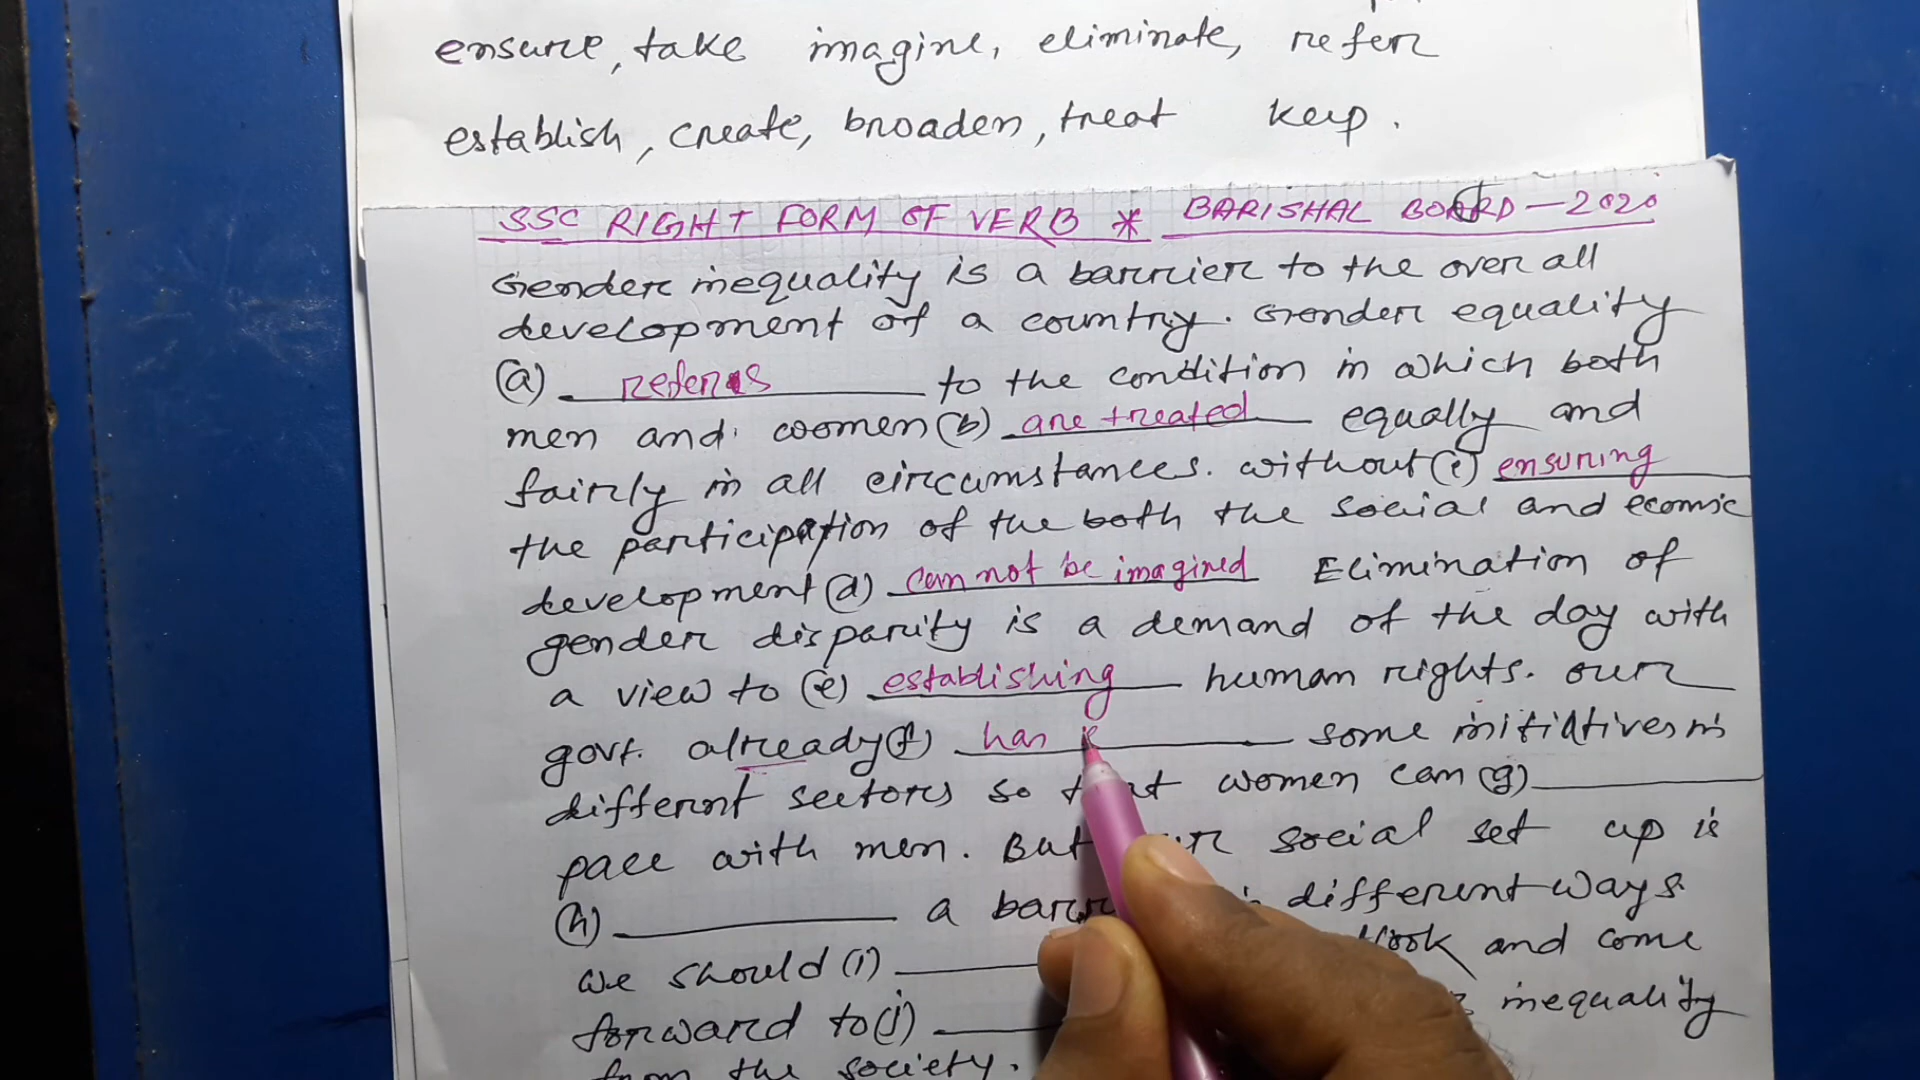 ensure, take imagine, eliminate, refer
establish, create, broaden, treat keep.
SSC RIGHT FORM OF VERB * BARISHAL BOARD-2020
Gender inequality is a barrier to the over all
development of a country. Gender equality
(a) refers to the condition in which both
men and women (b) are treated equally and
fairly in all circumstances. without (c) ensuring
the participation of the both the social and ecomic
development (d) can not be imagined Elimination of
gender disparity is a demand of the day with
a view to (e) establishing human rights. our
govt. already (f) has some initiatives in
different sectors so that women can (g)
pace with men. But our social set up is
(h) a in different ways
we should (i) and come
forward to (j) inequality
from the society.